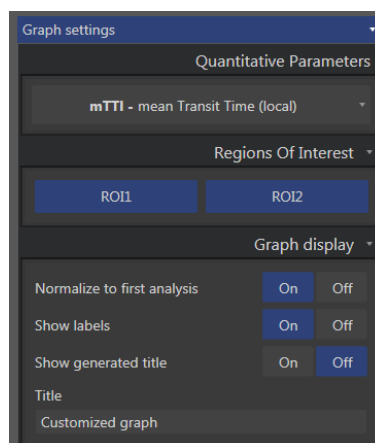 Graph settings
Quantitative Parameters
mTTI - mean Transit Time (local)
Regions Of Interest
ROI1 ROI2
Graph display
Normalize to first analysis On Off
Show labels On Off
Show generated title On Off
Title
Customized graph